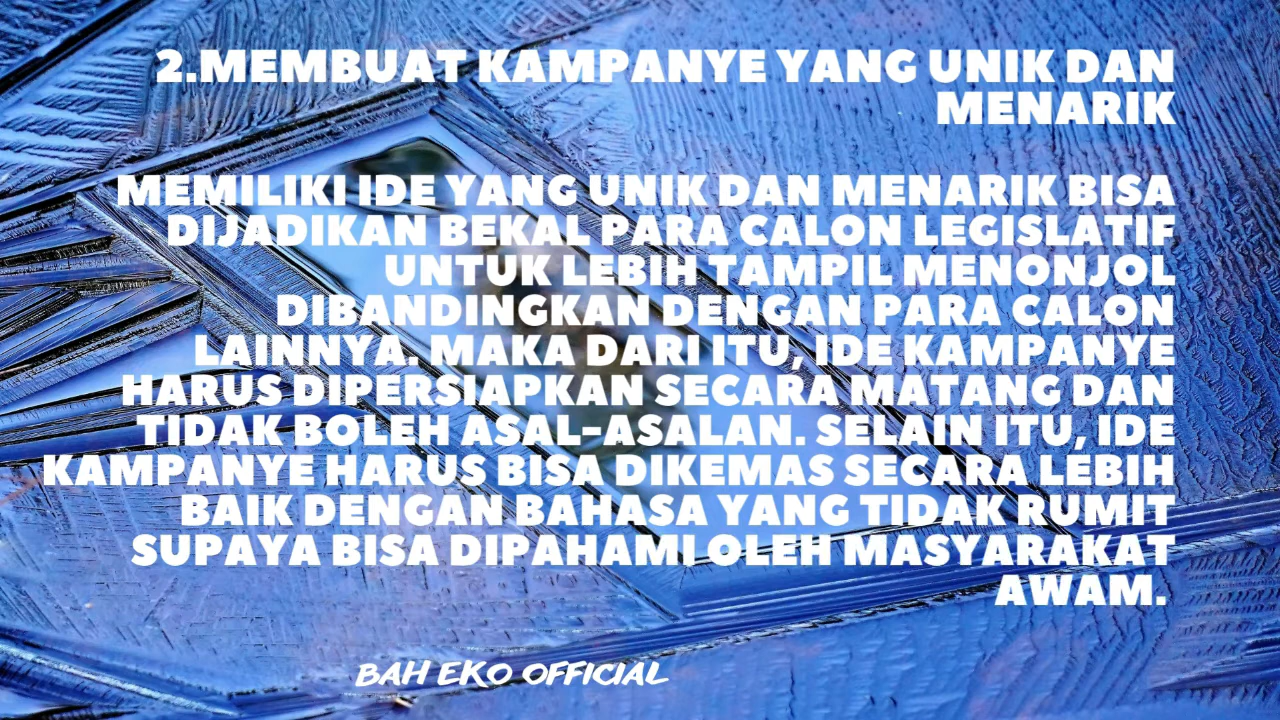 2.MEMBUAT KAMPANYE YANG UNIK DAN
MENARIK
MEMILIKI IDE YANG UNIK DAN MENARIK BISA
DIJADIKAN BEKAL PARA CALON LEGISLATIF
UNTUK LEBIH TAMPIL MENONJOL
DIBANDINGKAN DENGAN PARA CALON
LAINNYA. MAKA DARI ITU, IDE KAMPANYE
HARUS DIPERSIAPKAN SECARA MATANG DAN
TIDAK BOLEH ASAL-ASALAN. SELAIN ITU, IDE
KAMPANYE HARUS BISA DIKEMAS SECARA LEBIH
BAIK DENGAN BAHASA YANG TIDAK RUMIT
SUPAYA BISA DIPAHAMI OLEH MASYARAKAT
AWAM.
BAH EKO OFFICIAL